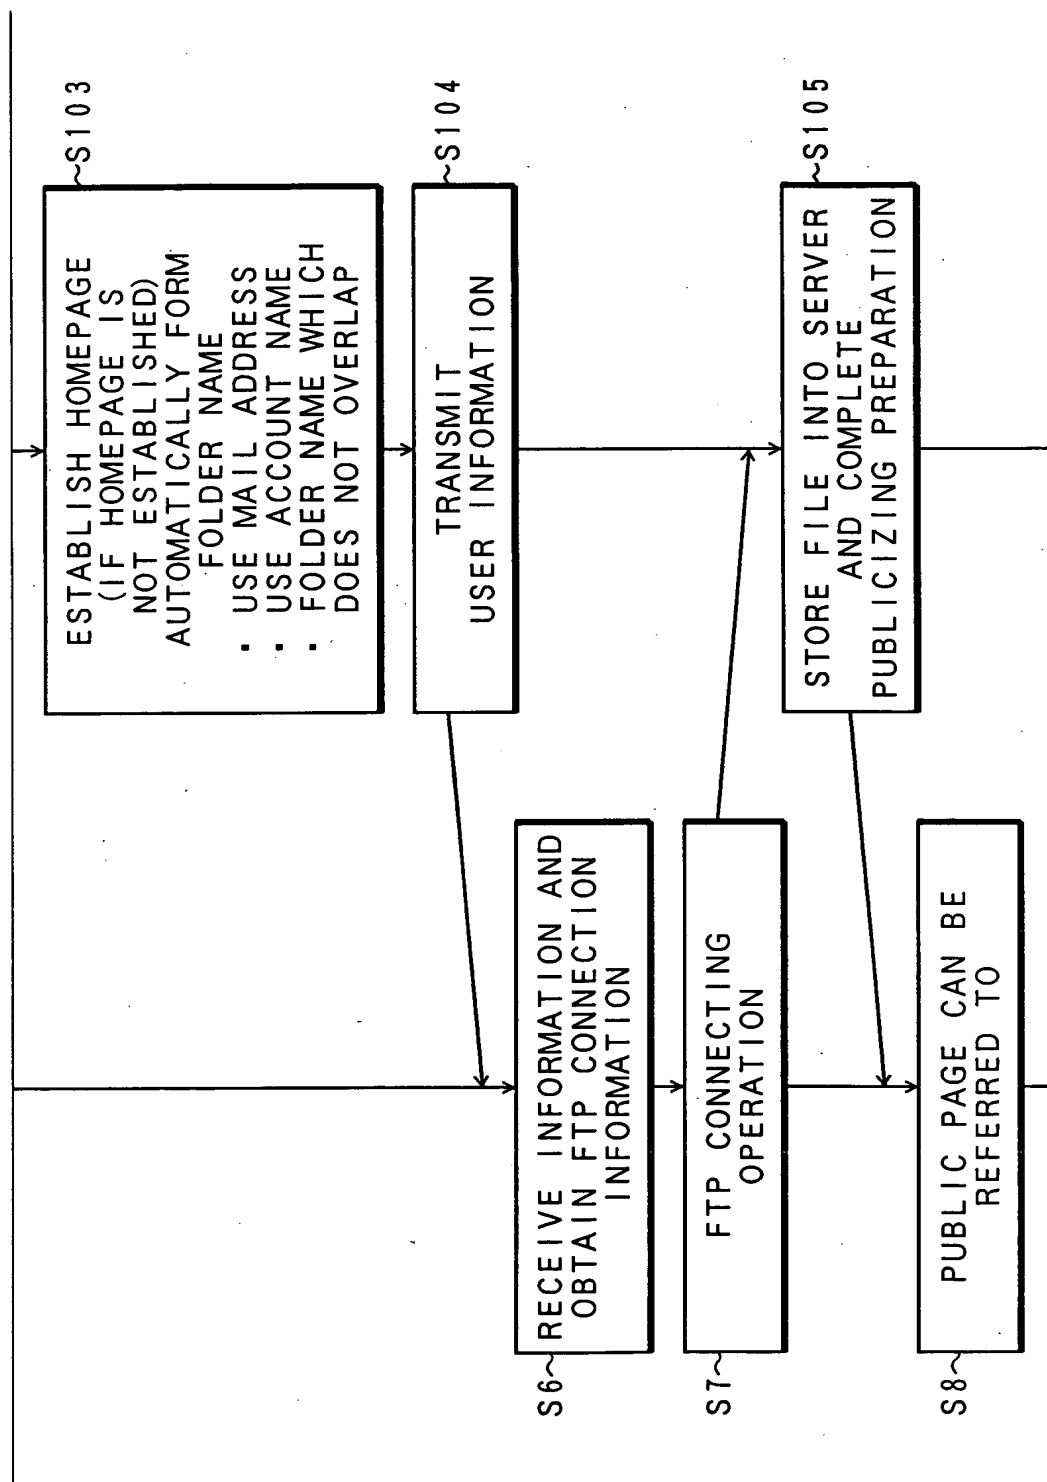 S103
ESTABLISH HOMEPAGE
(IF HOMEPAGE IS
NOT ESTABLISHED)
AUTOMATICALLY FORM
FOLDER NAME
· USE MAIL ADDRESS
· USE ACCOUNT NAME
· FOLDER NAME WHICH
DOES NOT OVERLAP
S104
TRANSMIT
USER INFORMATION
S6
RECEIVE INFORMATION AND
OBTAIN FTP CONNECTION
INFORMATION
S7
FTP CONNECTING
OPERATION
S105
STORE FILE INTO SERVER
AND COMPLETE
PUBLICIZING PREPARATION
S8
PUBLIC PAGE CAN BE
REFERRED TO